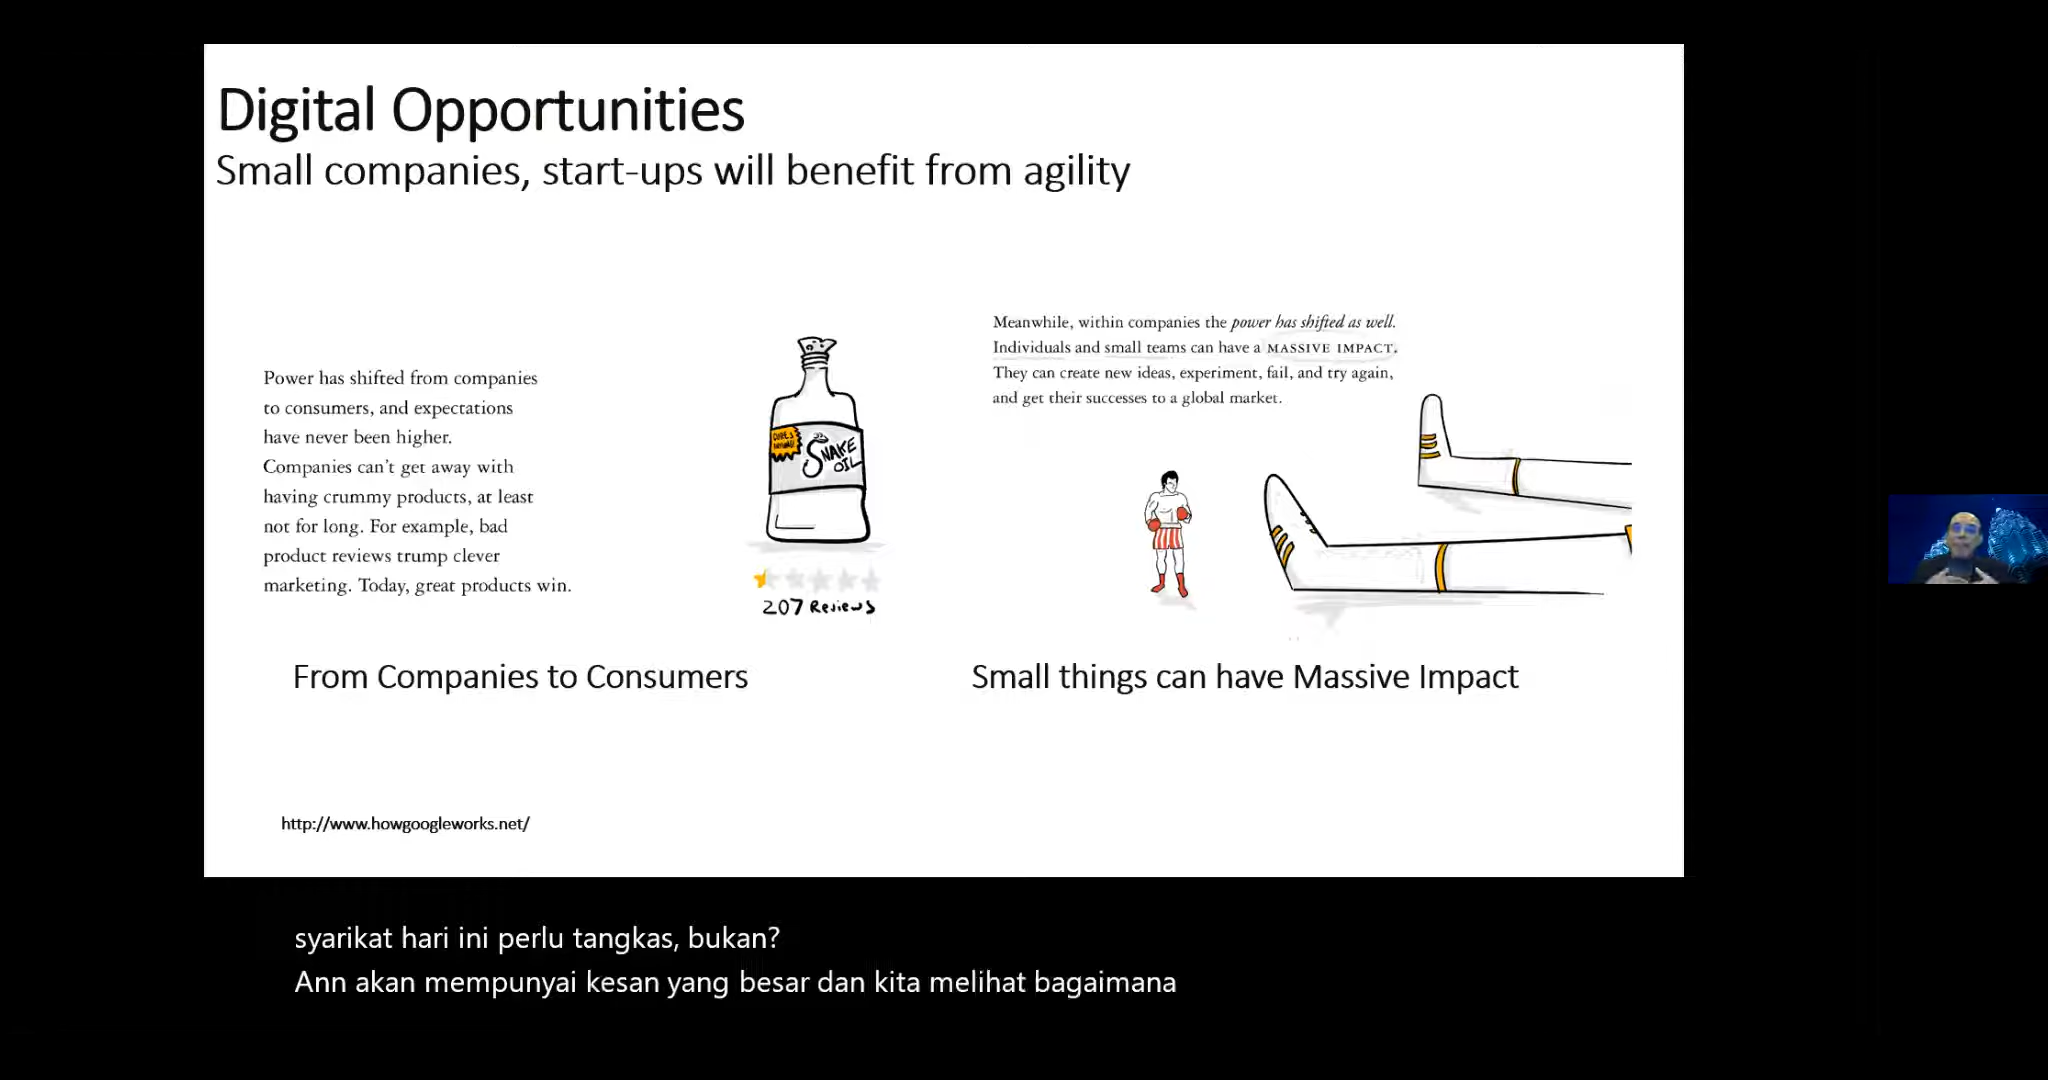 Digital Opportunities
Small companies, start-ups will benefit from agility
Power has shifted from companies
to consumers, and expectations
have never been higher.
Companies can't get away with
having crummy products, at least
not for long. For example, bad
product reviews trump clever
marketing. Today, great products win.
SNAKE
OIL
207 Reviews
From Companies to Consumers
Meanwhile, within companies the power has shifted as well.
Individuals and small teams can have a MASSIVE IMPACT.
They can create new ideas, experiment, fail, and try again,
and get their successes to a global market.
Small things can have Massive Impact
http://www.howgoogleworks.net/
syarikat hari ini perlu tangkas, bukan?
Ann akan mempunyai kesan yang besar dan kita melihat bagaimana